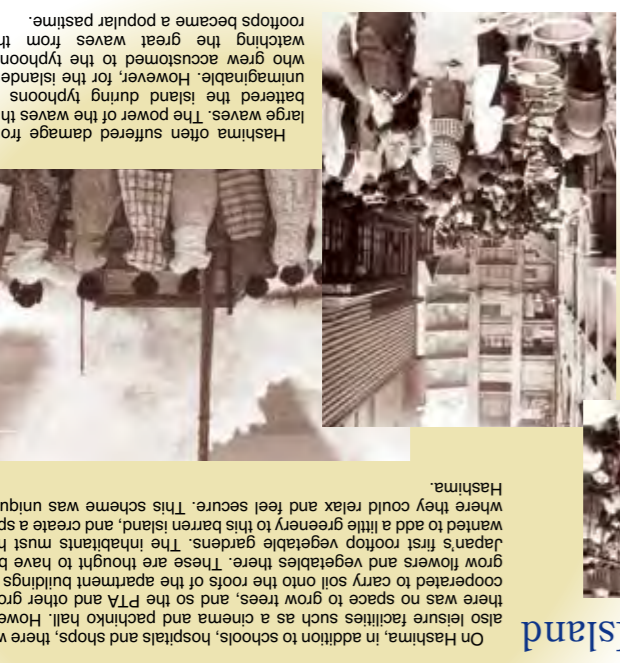 Island
On Hashima, in addition to schools, hospitals and shops, there w
also leisure facilities such as a cinema and pachinko hall. Howe
there was no space to grow trees, and so the PTA and other gro
cooperated to carry soil onto the roofs of the apartment buildings
grow flowers and vegetables there. These are thought to have b
Japan's first rooftop vegetable gardens. The inhabitants must h
wanted to add a little greenery to this barren island, and create a sp
where they could relax and feel secure. This scheme was uniqu
Hashima.
Hashima often suffered damage fro
large waves. The power of the waves th
battered the island during typhoons
unimaginable. However, for the islande
who grew accustomed to the typhoon
watching the great waves from th
rooftops became a popular pastime.